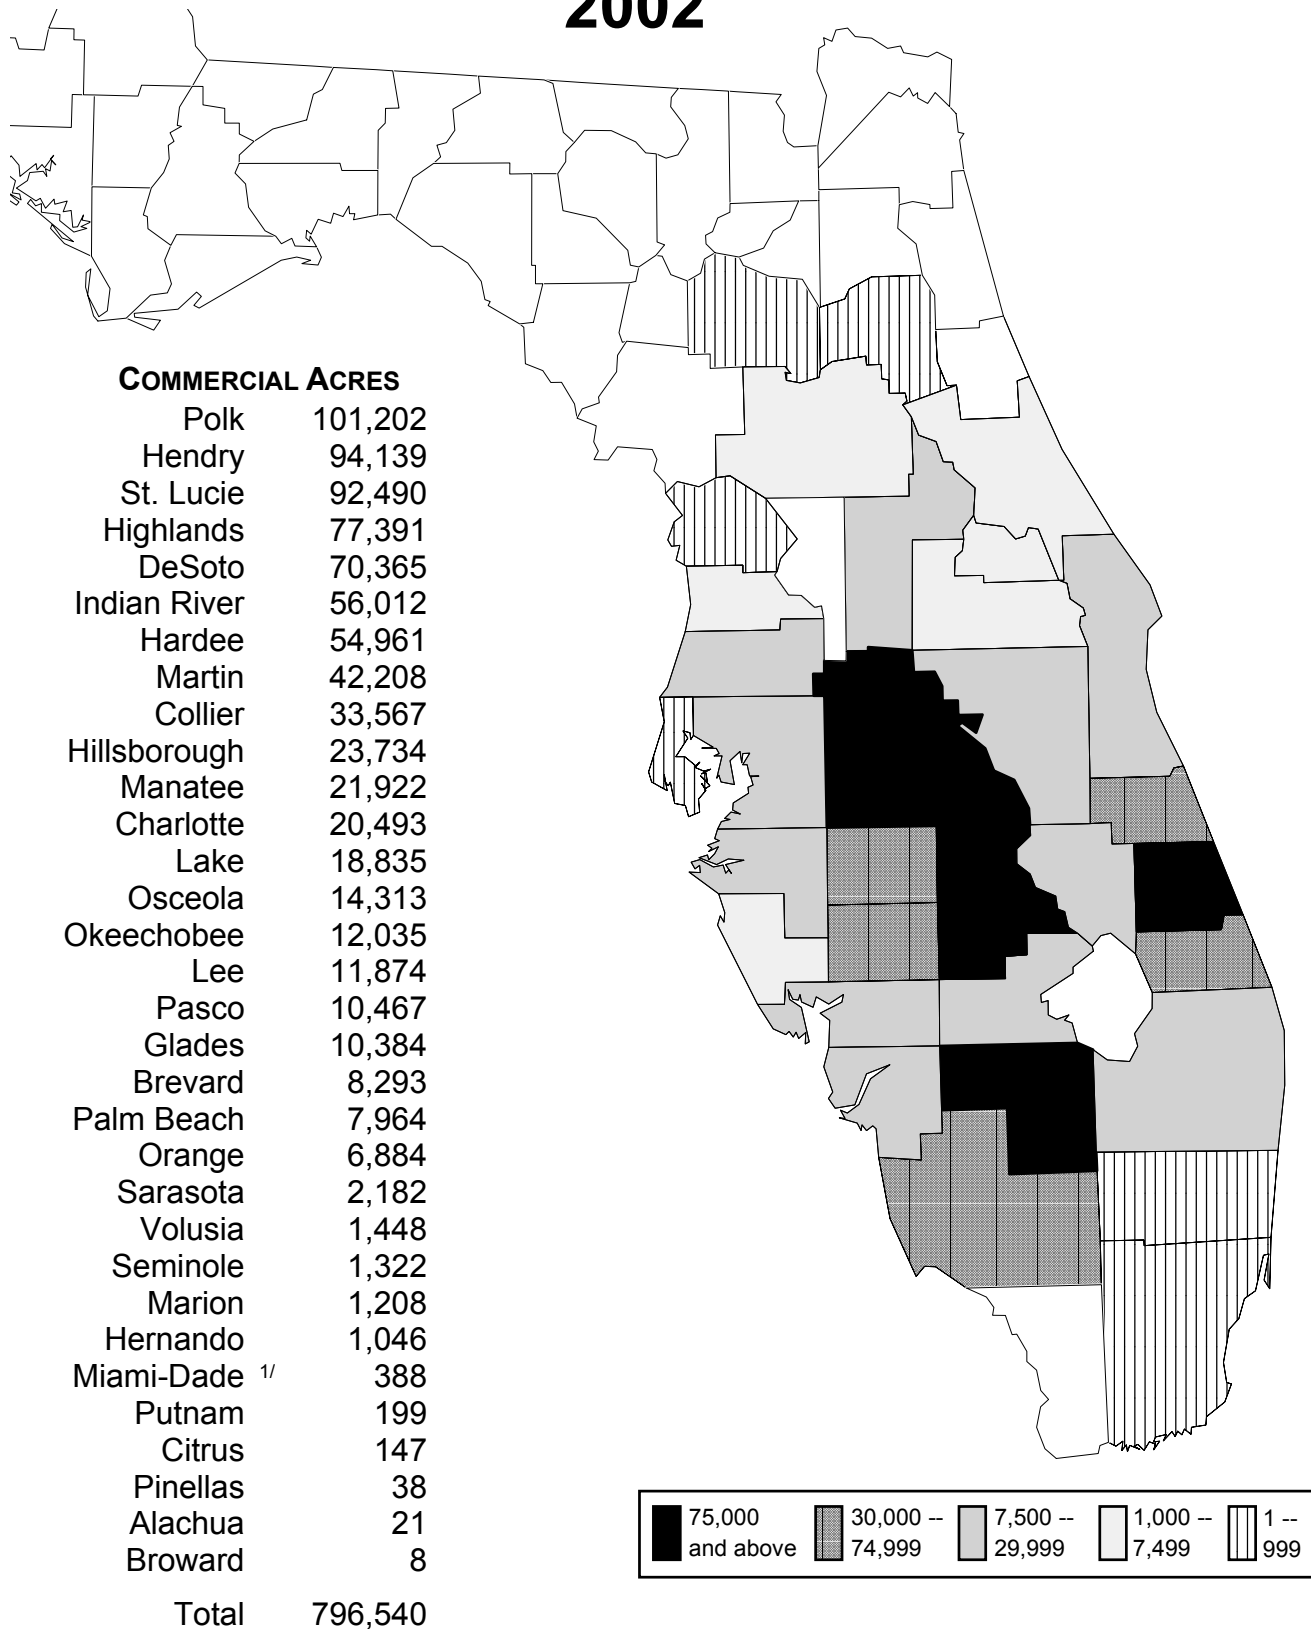 2002
COMMERCIAL ACRES
Polk 101,202
Hendry 94,139
St. Lucie 92,490
Highlands 77,391
DeSoto 70,365
Indian River 56,012
Hardee 54,961
Martin 42,208
Collier 33,567
Hillsborough 23,734
Manatee 21,922
Charlotte 20,493
Lake 18,835
Osceola 14,313
Okeechobee 12,035
Lee 11,874
Pasco 10,467
Glades 10,384
Brevard 8,293
Palm Beach 7,964
Orange 6,884
Sarasota 2,182
Volusia 1,448
Seminole 1,322
Marion 1,208
Hernando 1,046
Miami-Dade 1/ 388
Putnam 199
Citrus 147
Pinellas 38
Alachua 21
Broward 8
Total 796,540
75,000 and above
30,000 -- 74,999
7,500 -- 29,999
1,000 -- 7,499
1 -- 999